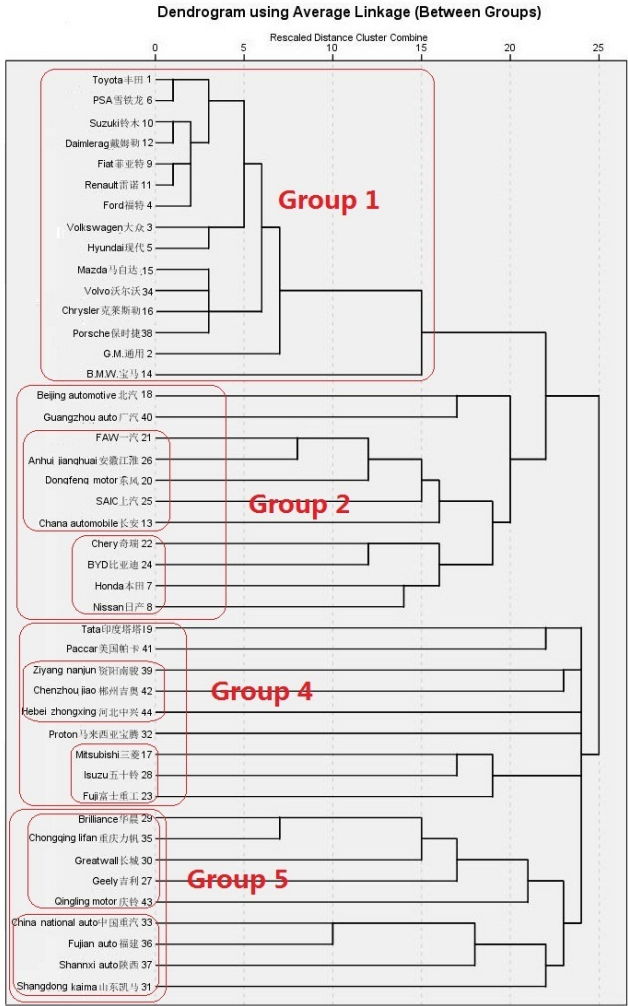 Dendrogram using Average Linkage (Between Groups)
Rescaled Distance Cluster Combine
0 5 10 15 20 25
Toyota丰田 1
PSA雪铁龙 6
Suzuki铃木 10
Daimlerag戴姆勒 12
Fiat菲亚特 9
Renault雷诺 11
Ford福特 4
Group 1
Volkswagen大众 3
Hyundai现代 5
Mazda马自达 15
Volvo沃尔沃 34
Chrysler克莱斯勒 16
Porsche保时捷 38
G.M.通用 2
B.M.W.宝马 14
Beijing automotive北汽 18
Guangzhou auto广汽 40
FAW一汽 21
Anhui jianghuai安徽江淮 26
Dongfeng motor东风 20
SAIC上汽 25
Group 2
Chana automobile长安 13
Chery奇瑞 22
BYD比亚迪 24
Honda本田 7
Nissan日产 8
Tata印度塔塔19
Paccar美国帕卡 41
Ziyang nanjun资阳南骏 39
Chenzhou jiao郴州吉奥 42
Group 4
Hebei zhongxing河北中兴 44
Proton马来西亚宝腾 32
Mitsubishi三菱 17
Isuzu五十铃 28
Fuji富士重工 23
Brilliance华晨 29
Chongqing lifan重庆力帆 35
Greatwall长城 30
Geely吉利 27
Group 5
Qingling motor庆铃 43
China national auto中国重汽 33
Fujian auto福建 36
Shannxi auto陕西 37
Shangdong kaima山东凯马 31